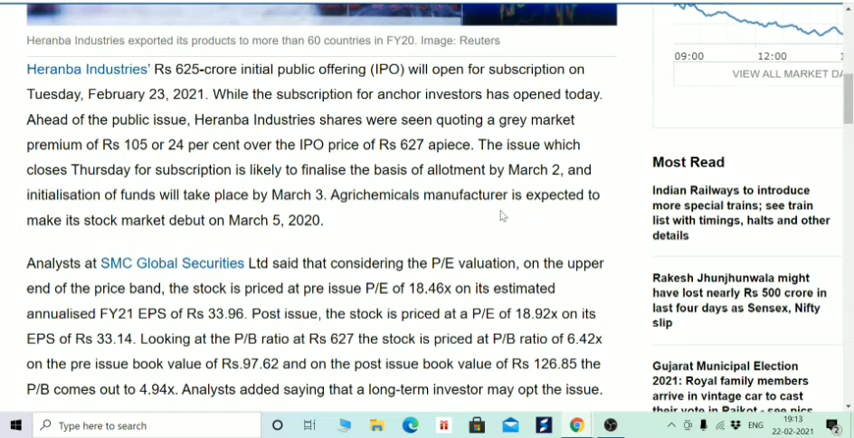 Heranba Industries exported its products to more than 60 countries in FY20. Image: Reuters
Heranba Industries' Rs 625-crore initial public offering (IPO) will open for subscription on
Tuesday, February 23, 2021. While the subscription for anchor investors has opened today.
Ahead of the public issue, Heranba Industries shares were seen quoting a grey market
premium of Rs 105 or 24 per cent over the IPO price of Rs 627 apiece. The issue which
closes Thursday for subscription is likely to finalise the basis of allotment by March 2, and
initialisation of funds will take place by March 3. Agrichemicals manufacturer is expected to
make its stock market debut on March 5, 2020.
Analysts at SMC Global Securities Ltd said that considering the P/E valuation, on the upper
end of the price band, the stock is priced at pre issue P/E of 18.46x on its estimated
annualised FY21 EPS of Rs 33.96. Post issue, the stock is priced at a P/E of 18.92x on its
EPS of Rs 33.14. Looking at the P/B ratio at Rs 627 the stock is priced at P/B ratio of 6.42x
on the pre issue book value of Rs.97.62 and on the post issue book value of Rs 126.85 the
P/B comes out to 4.94x. Analysts added saying that a long-term investor may opt the issue.
09:00 12:00
VIEW ALL MARKET DA
Most Read
Indian Railways to introduce
more special trains; see train
list with timings, halts and other
details
Rakesh Jhunjhunwala might
have lost nearly Rs 500 crore in
last four days as Sensex, Nifty
slip
Gujarat Municipal Election
2021: Royal family members
arrive in vintage car to cast
their vote in Rajkot - see pics
Type here to search
ENG
19:13
22-02-2021
2